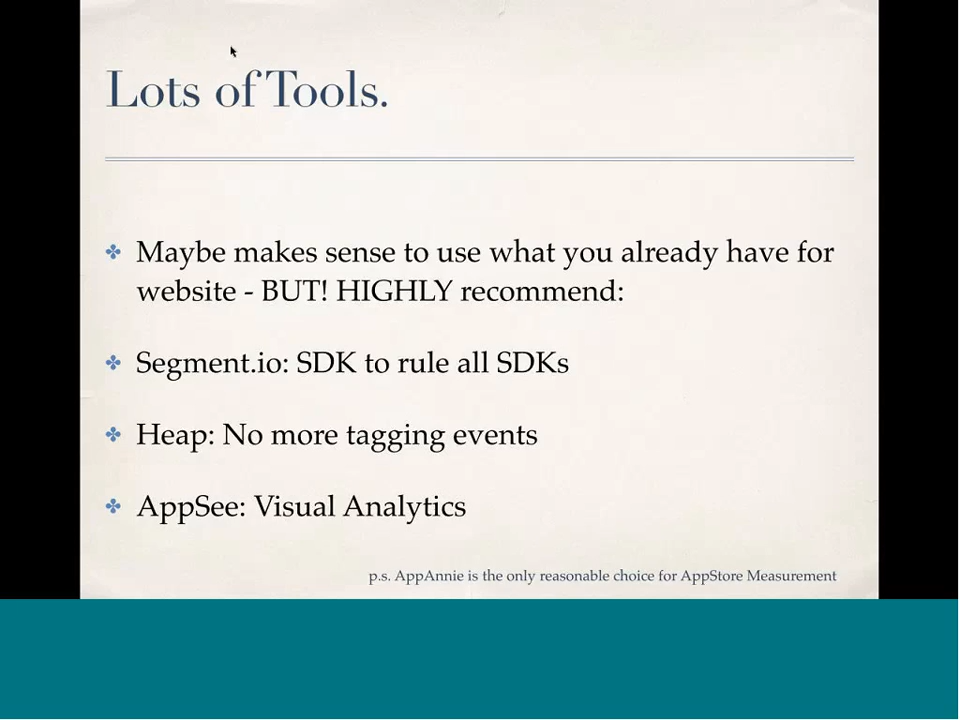 Lots of Tools.
Maybe makes sense to use what you already have for
website - BUT! HIGHLY recommend:
Segment.io: SDK to rule all SDKs
Heap: No more tagging events
AppSee: Visual Analytics
p.s. AppAnnie is the only reasonable choice for AppStore Measurement